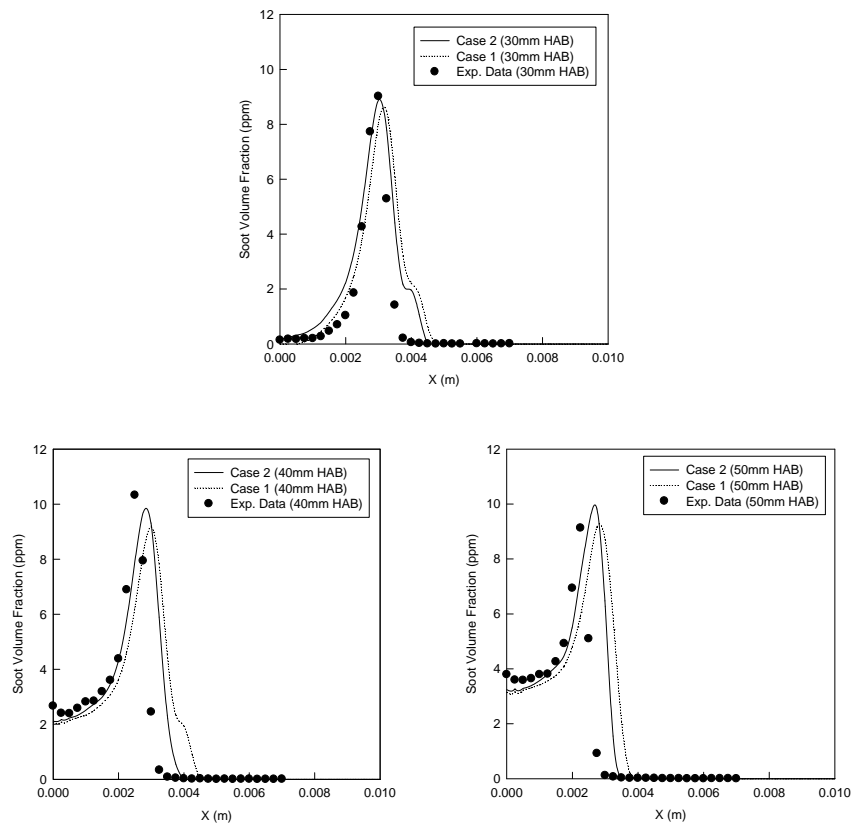 Case 2 (30mm HAB)
Case 1 (30mm HAB)
Exp. Data (30mm HAB)
Soot Volume Fraction (ppm)
12
10
8
6
4
2
0
0.000 0.002 0.004 0.006 0.008 0.010
X (m)
Case 2 (40mm HAB)
Case 1 (40mm HAB)
Exp. Data (40mm HAB)
Soot Volume Fraction (ppm)
12
10
8
6
4
2
0
0.000 0.002 0.004 0.006 0.008 0.010
X (m)
Case 2 (50mm HAB)
Case 1 (50mm HAB)
Exp. Data (50mm HAB)
Soot Volume Fraction (ppm)
12
10
8
6
4
2
0
0.000 0.002 0.004 0.006 0.008 0.010
X (m)